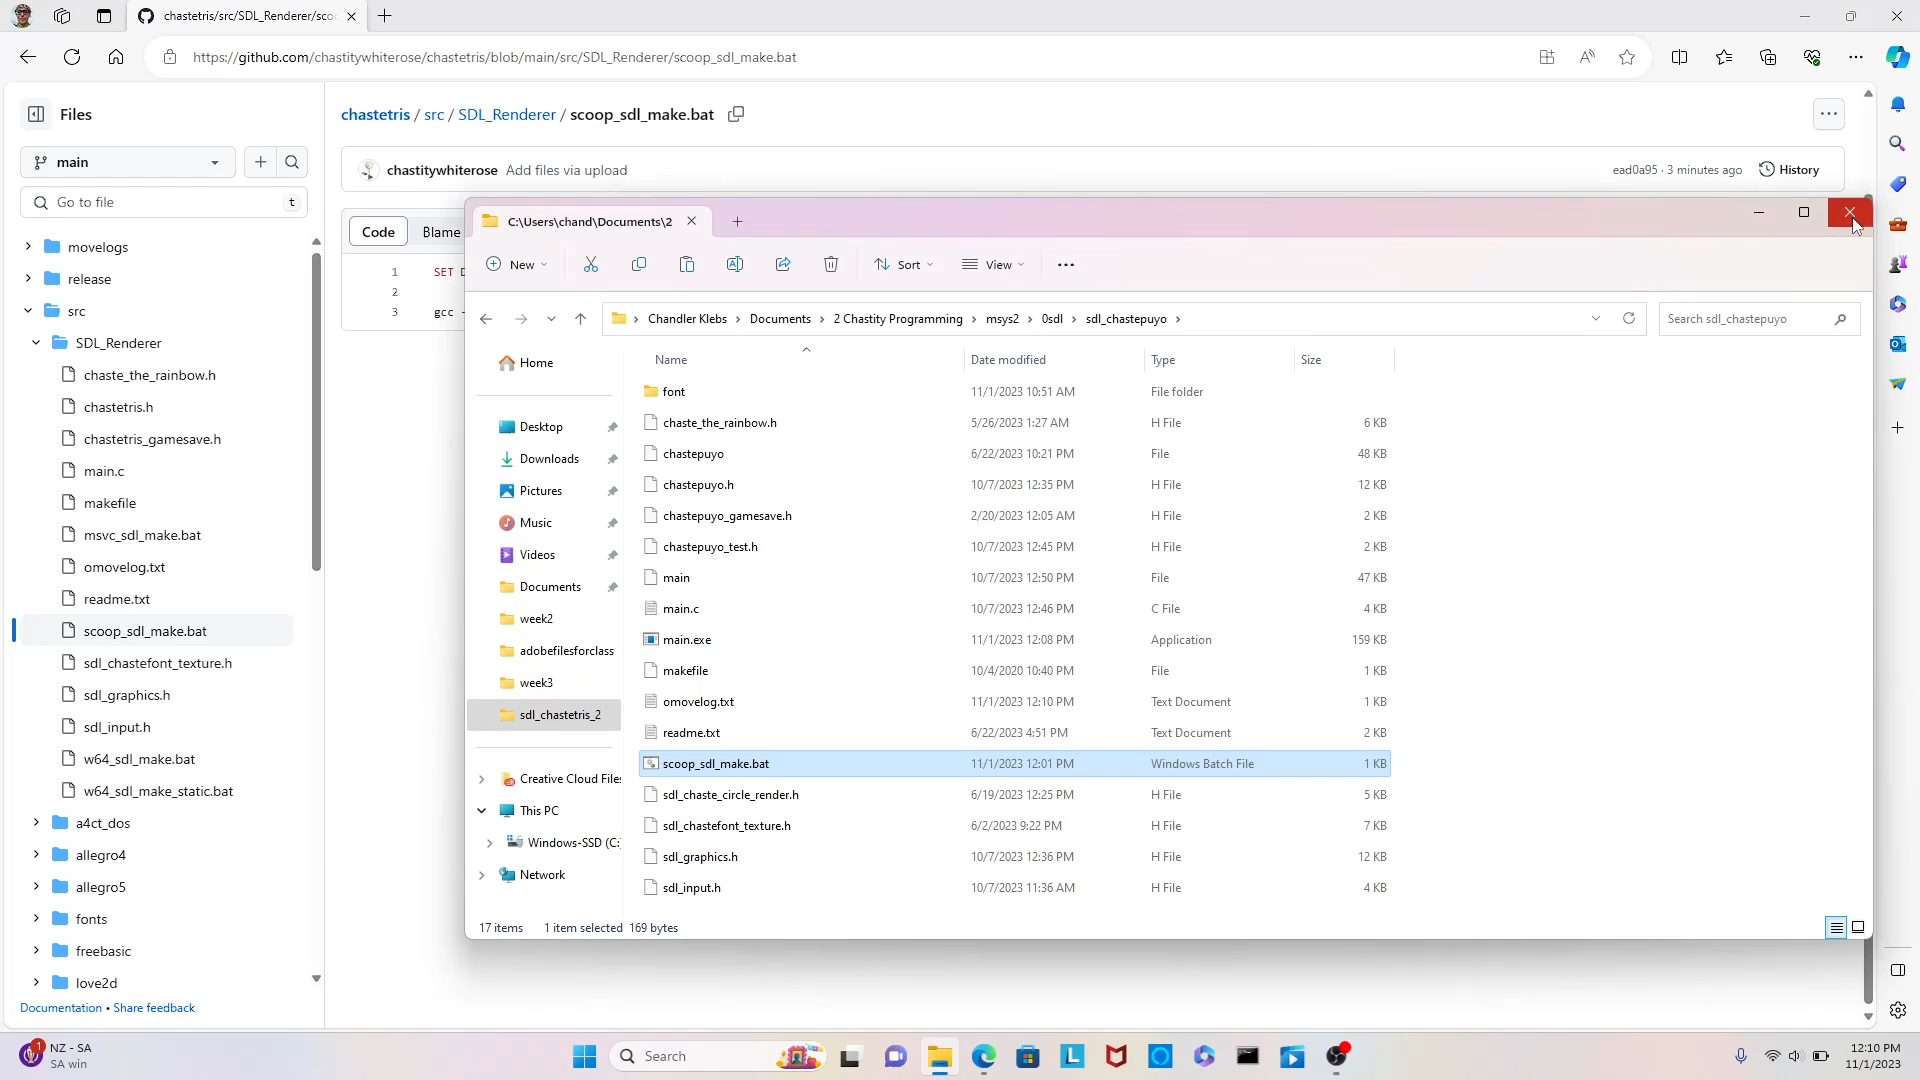 chastetris/src/SDL_Renderer/scoo
https://github.com/chastitywhiterose/chastetris/blob/main/src/SDL_Renderer/scoop_sdl_make.bat
Files
main
Go to file
t
movelogs
release
src
SDL_Renderer
chaste_the_rainbow.h
chastetris.h
chastetris_gamesave.h
main.c
makefile
msvc_sdl_make.bat
omovelog.txt
readme.txt
scoop_sdl_make.bat
sdl_chastefont_texture.h
sdl_graphics.h
sdl_input.h
w64_sdl_make.bat
w64_sdl_make_static.bat
a4ct_dos
allegro4
allegro5
fonts
freebasic
love2d
Documentation • Share feedback
chastetris / src / SDL_Renderer / scoop_sdl_make.bat
chastitywhiterose Add files via upload
ead0a95 · 3 minutes ago
History
Code Blame
1 SET
2
3 gcc
C:\Users\chand\Documents\2
New
Sort
View
Chandler Klebs > Documents > 2 Chastity Programming > msys2 > 0sdl > sdl_chastepuyo >
Search sdl_chastepuyo
Home
Desktop
Downloads
Pictures
Music
Videos
Documents
week2
adobefilesforclass
week3
sdl_chastetris_2
Creative Cloud Files
This PC
Windows-SSD (C:)
Network
Name Date modified Type Size
font 11/1/2023 10:51 AM File folder
chaste_the_rainbow.h 5/26/2023 1:27 AM H File 6 KB
chastepuyo 6/22/2023 10:21 PM File 48 KB
chastepuyo.h 10/7/2023 12:35 PM H File 12 KB
chastepuyo_gamesave.h 2/20/2023 12:05 AM H File 2 KB
chastepuyo_test.h 10/7/2023 12:45 PM H File 2 KB
main 10/7/2023 12:50 PM File 47 KB
main.c 10/7/2023 12:46 PM C File 4 KB
main.exe 11/1/2023 12:08 PM Application 159 KB
makefile 10/4/2020 10:40 PM File 1 KB
omovelog.txt 11/1/2023 12:10 PM Text Document 1 KB
readme.txt 6/22/2023 4:51 PM Text Document 2 KB
scoop_sdl_make.bat 11/1/2023 12:01 PM Windows Batch File 1 KB
sdl_chaste_circle_render.h 6/19/2023 12:25 PM H File 5 KB
sdl_chastefont_texture.h 6/2/2023 9:22 PM H File 7 KB
sdl_graphics.h 10/7/2023 12:36 PM H File 12 KB
sdl_input.h 10/7/2023 11:36 AM H File 4 KB
17 items 1 item selected 169 bytes
1
NZ - SA
SA win
Search
12:10 PM
11/1/2023